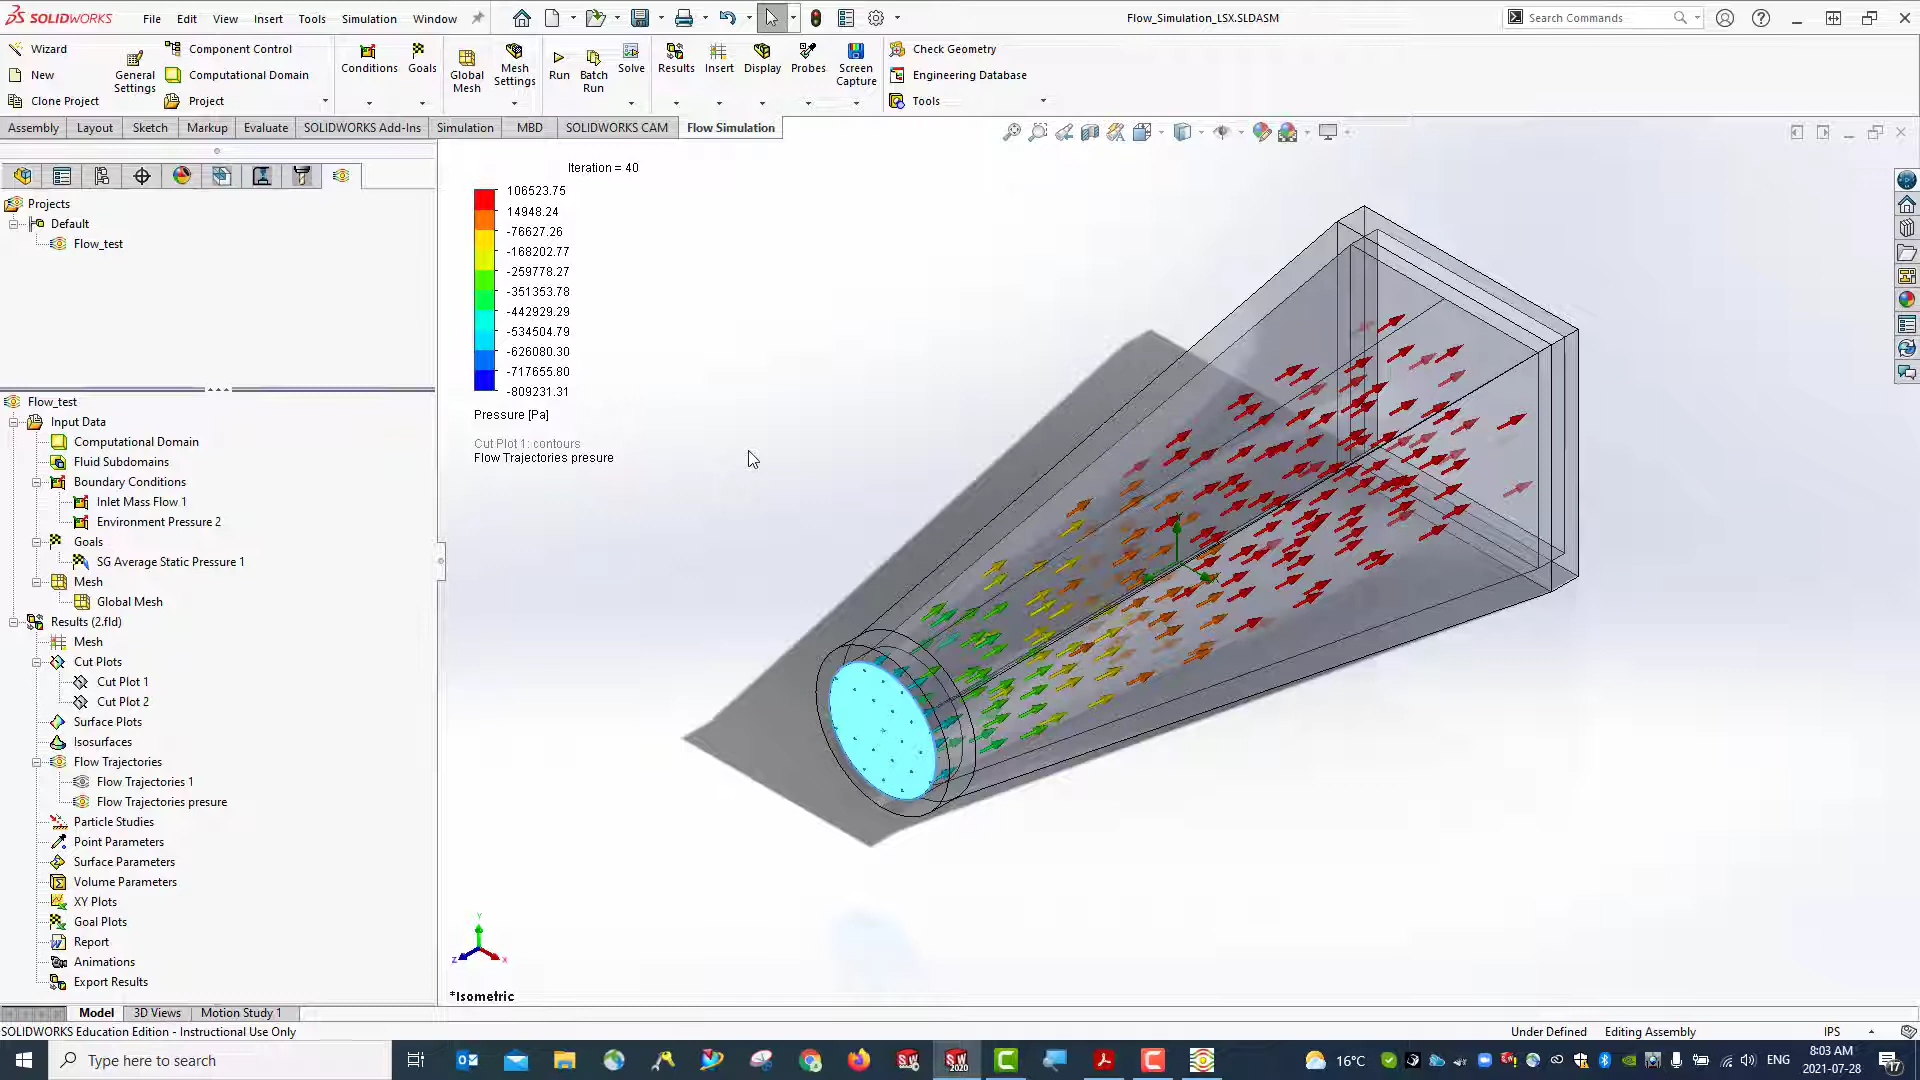 SOLIDWORKS File Edit View Insert Tools Simulation Window
Flow_Simulation_LSX.SLDASM
Search Commands
Wizard
New
Clone Project
General Settings
Component Control
Computational Domain
Project
Conditions
Goals
Global Mesh
Mesh Settings
Run
Batch Run
Solve
Results
Insert
Display
Probes
Screen Capture
Check Geometry
Engineering Database
Tools
Assembly Layout Sketch Markup Evaluate SOLIDWORKS Add-Ins Simulation MBD SOLIDWORKS CAM Flow Simulation
Projects
Default
Flow_test
Flow_test
Input Data
Computational Domain
Fluid Subdomains
Boundary Conditions
Inlet Mass Flow 1
Environment Pressure 2
Goals
SG Average Static Pressure 1
Mesh
Global Mesh
Results (2.fld)
Mesh
Cut Plots
Cut Plot 1
Cut Plot 2
Surface Plots
Isosurfaces
Flow Trajectories
Flow Trajectories 1
Flow Trajectories presure
Particle Studies
Point Parameters
Surface Parameters
Volume Parameters
XY Plots
Goal Plots
Report
Animations
Export Results
Iteration = 40
106523.75
14948.24
-76627.26
-168202.77
-259778.27
-351353.78
-442929.29
-534504.79
-626080.30
-717655.80
-809231.31
Pressure [Pa]
Cut Plot 1: contours
Flow Trajectories presure
Y
Z
X
*Isometric
Model 3D Views Motion Study 1
SOLIDWORKS Education Edition - Instructional Use Only
Under Defined Editing Assembly IPS
Type here to search
16°C ENG
8:03 AM
2021-07-28
17